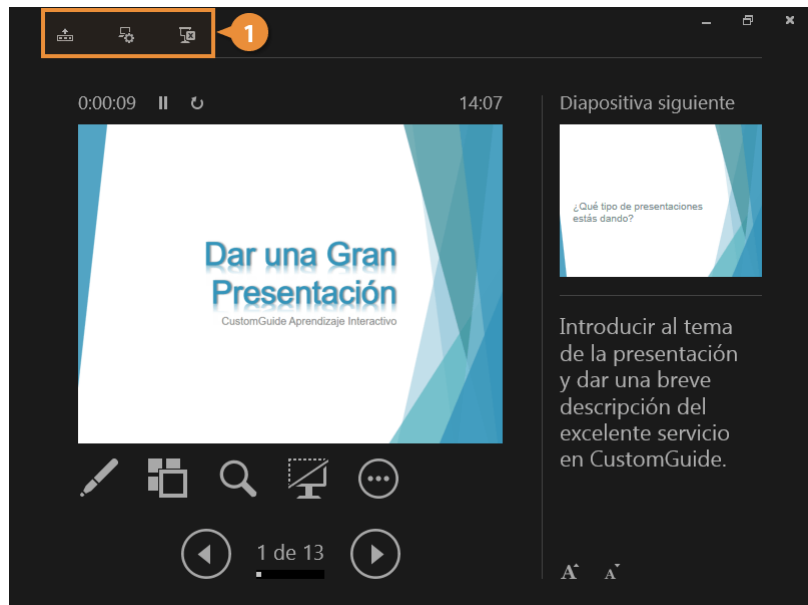 1
0:00:09
14:07
Dar una Gran
Presentación
CustomGuide Aprendizaje Interactivo
1 de 13
Diapositiva siguiente
¿Qué tipo de presentaciones
estás dando?
Introducir al tema
de la presentación
y dar una breve
descripción del
excelente servicio
en CustomGuide.
A A